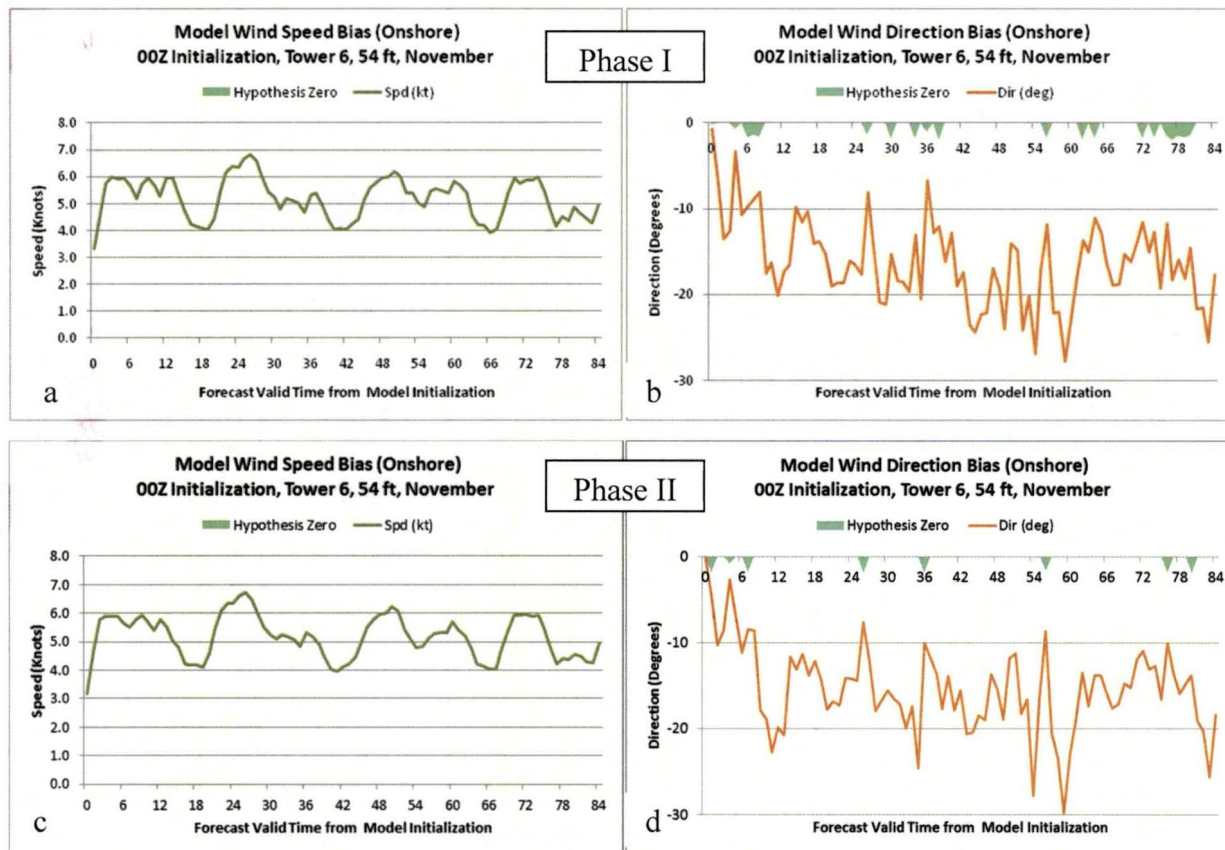 Model Wind Speed Bias (Onshore)
00Z Initialization, Tower 6, 54 ft, November
Hypothesis Zero Spd (kt)
8.0
7.0
6.0
5.0
4.0
3.0
2.0
1.0
0.0
Speed (Knots)
0 6 12 18 24 30 36 42 48 54 60 66 72 78 84
Forecast Valid Time from Model Initialization
a
Phase I
Model Wind Direction Bias (Onshore)
00Z Initialization, Tower 6, 54 ft, November
Hypothesis Zero Dir (deg)
0
-10
-20
-30
Direction (Degrees)
0 6 12 18 24 30 36 42 48 54 60 66 72 78 84
Forecast Valid Time from Model Initialization
b
Model Wind Speed Bias (Onshore)
00Z Initialization, Tower 6, 54 ft, November
Hypothesis Zero Spd (kt)
8.0
7.0
6.0
5.0
4.0
3.0
2.0
1.0
0.0
Speed (Knots)
0 6 12 18 24 30 36 42 48 54 60 66 72 78 84
Forecast Valid Time from Model Initialization
c
Phase II
Model Wind Direction Bias (Onshore)
00Z Initialization, Tower 6, 54 ft, November
Hypothesis Zero Dir (deg)
0
-10
-20
-30
Direction (Degrees)
0 6 12 18 24 30 36 42 48 54 60 66 72 78 84
Forecast Valid Time from Model Initialization
d